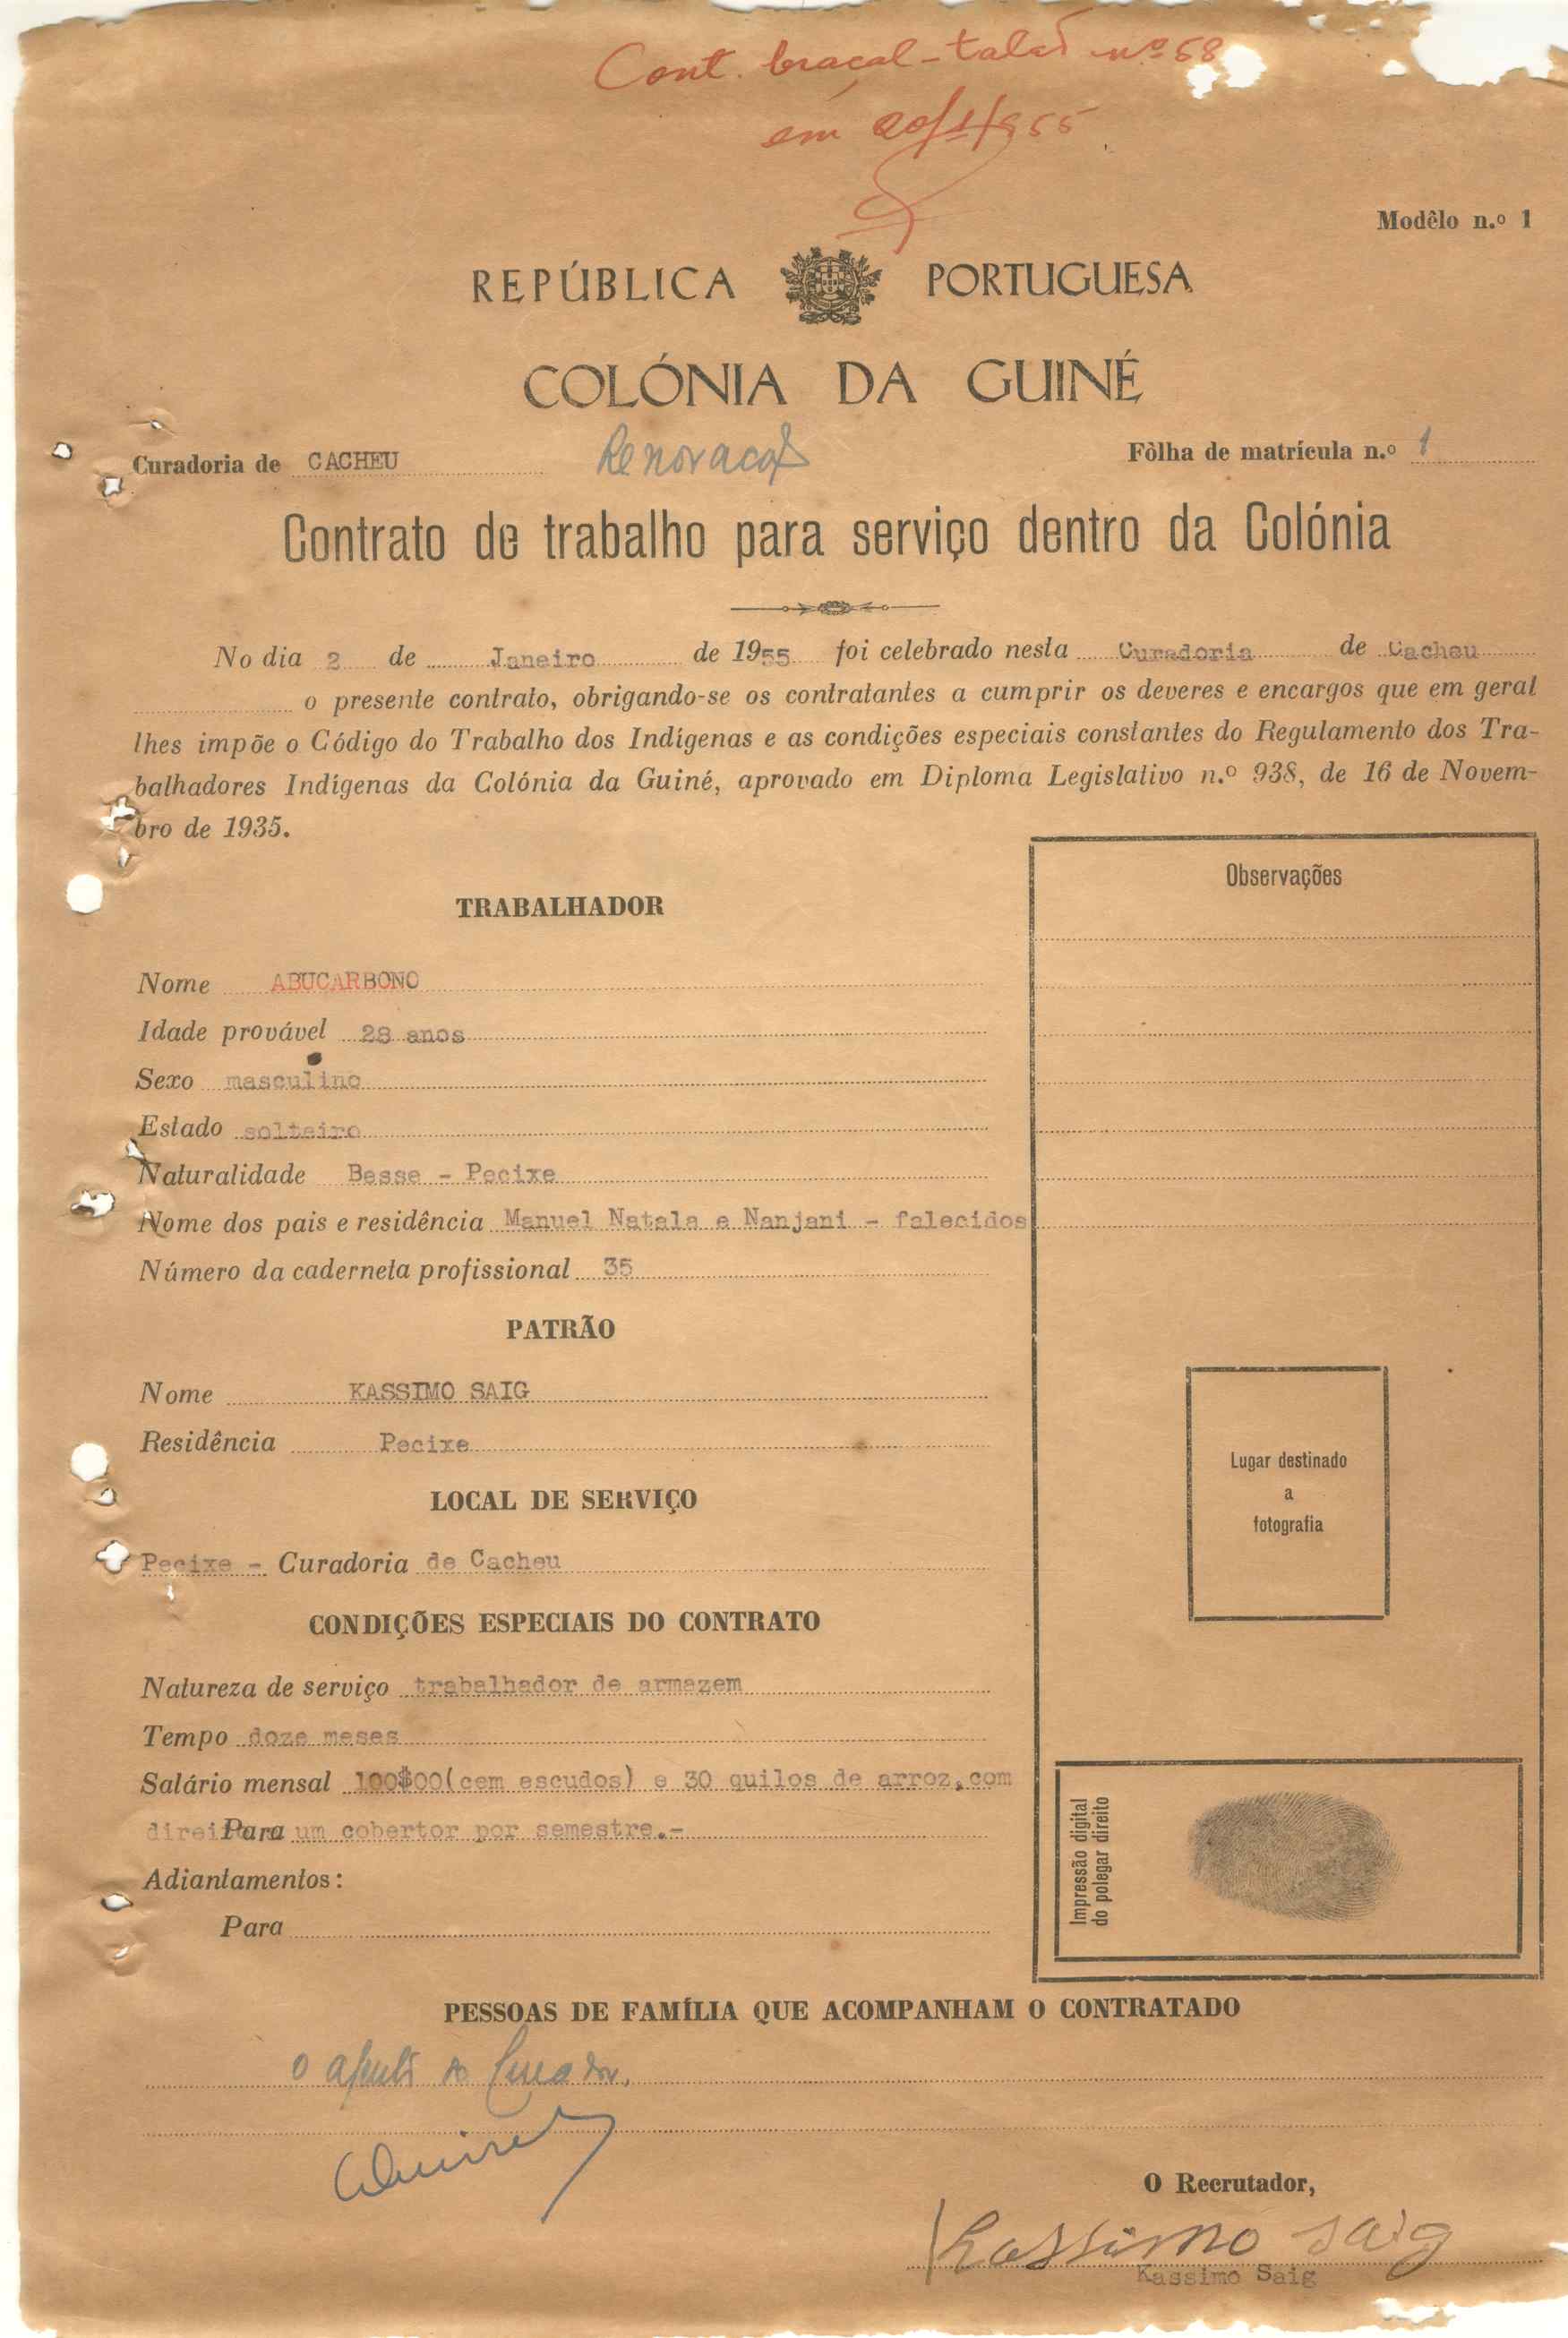 Cont. braçal - talão nº 68
em 20/1/955
Modêlo n.º 1
REPÚBLICA PORTUGUESA
COLÓNIA DA GUINÉ
Curadoria de CACHEU Renovação Fôlha de matrícula n.º 1
Contrato de trabalho para serviço dentro da Colónia
No dia 2 de Janeiro de 1955 foi celebrado nesta Curadoria de Cacheu
o presente contrato, obrigando-se os contratantes a cumprir os deveres e encargos que em geral
lhes impõe o Código do Trabalho dos Indígenas e as condições especiais constantes do Regulamento dos Tra-
balhadores Indígenas da Colónia da Guiné, aprovado em Diploma Legislativo n.º 938, de 16 de Novem-
bro de 1935.
Observações
TRABALHADOR
Nome ABUCARBONO
Idade provável 28 anos
Sexo masculino
Estado solteiro
Naturalidade Besse - Pecixe
Nome dos pais e residência Manuel Natala e Nanjani - falecidos
Número da caderneta profissional 35
PATRÃO
Nome KASSIMO SAIG
Residência Pecixe
Lugar destinado
a
fotografia
LOCAL DE SERVIÇO
Pecixe - Curadoria de Cacheu
CONDIÇÕES ESPECIAIS DO CONTRATO
Natureza de serviço trabalhador de armazem
Tempo doze meses
Salário mensal 100$00(cem escudos) e 30 quilos de arroz,com
direi Para um cobertor por semestre.-
Adiantamentos:
Para
Impressão digital
do polegar direito
PESSOAS DE FAMÍLIA QUE ACOMPANHAM O CONTRATADO
O Agente do Curador,
O Recrutador,
Kassimo Saig
Kassimo Saig